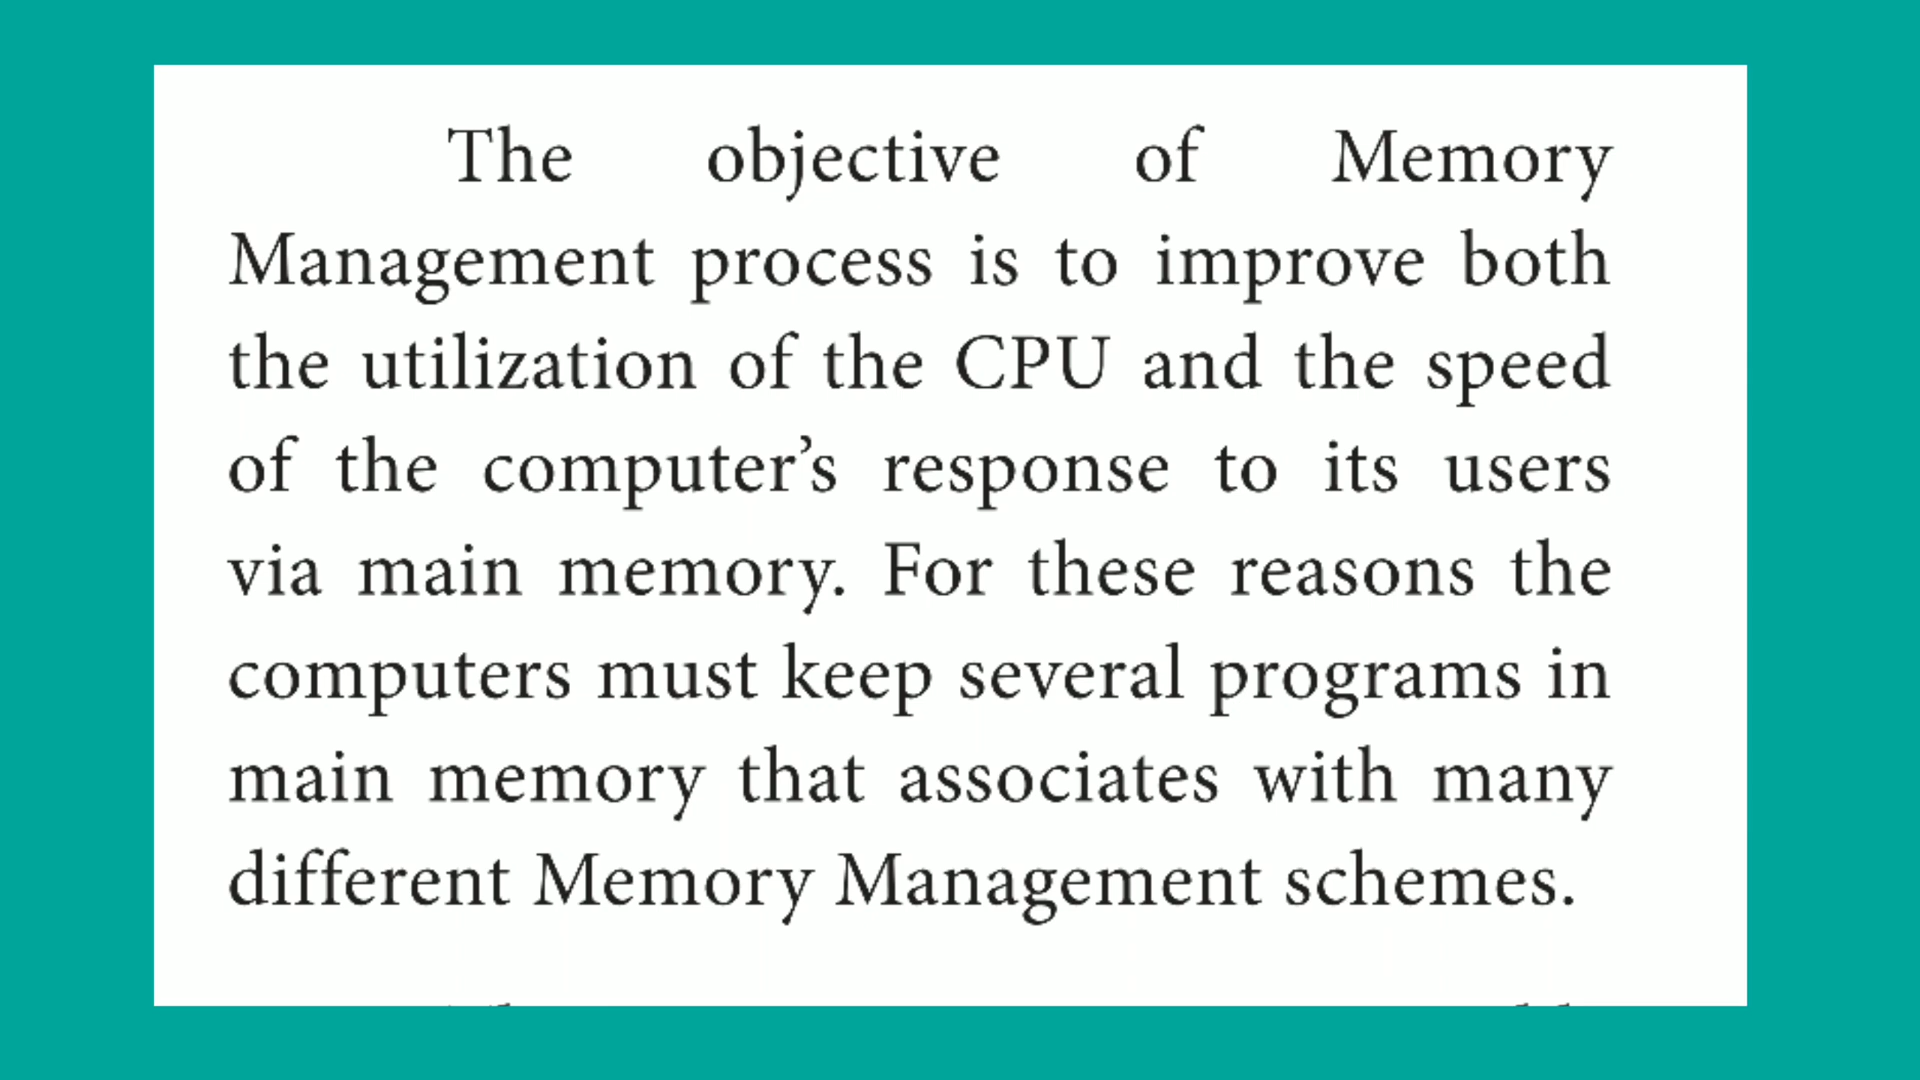 The objective of Memory
Management process is to improve both
the utilization of the CPU and the speed
of the computer’s response to its users
via main memory. For these reasons the
computers must keep several programs in
main memory that associates with many
different Memory Management schemes.